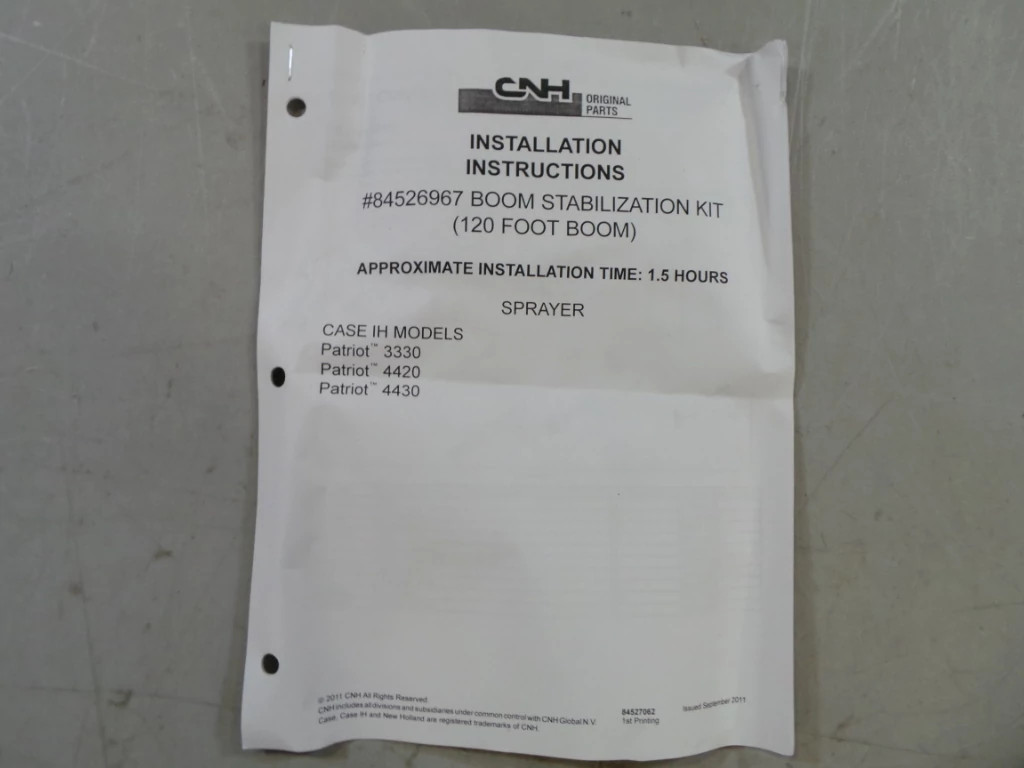 CNH ORIGINAL
PARTS
INSTALLATION
INSTRUCTIONS
#84526967 BOOM STABILIZATION KIT
(120 FOOT BOOM)
APPROXIMATE INSTALLATION TIME: 1.5 HOURS
SPRAYER
CASE IH MODELS
Patriot™ 3330
Patriot™ 4420
Patriot™ 4430
© 2011 CNH All Rights Reserved.
CNH includes all divisions and subsidiaries under common control with CNH Global N.V.
Case, Case IH and New Holland are registered trademarks of CNH.
84527062
1st Printing
Issued September 2011